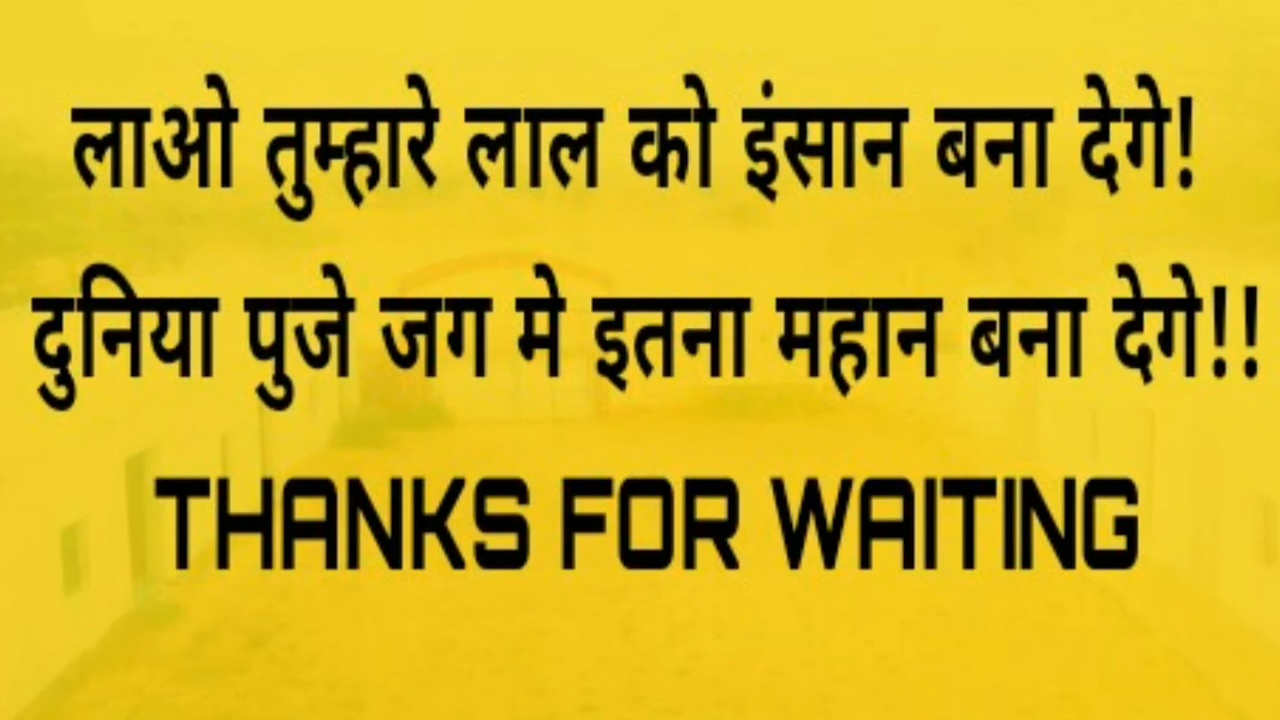 लाओ तुम्हारे लाल को इंसान बना देगे!
दुनिया पुजे जग मे इतना महान बना देगे!!
THANKS FOR WAITING